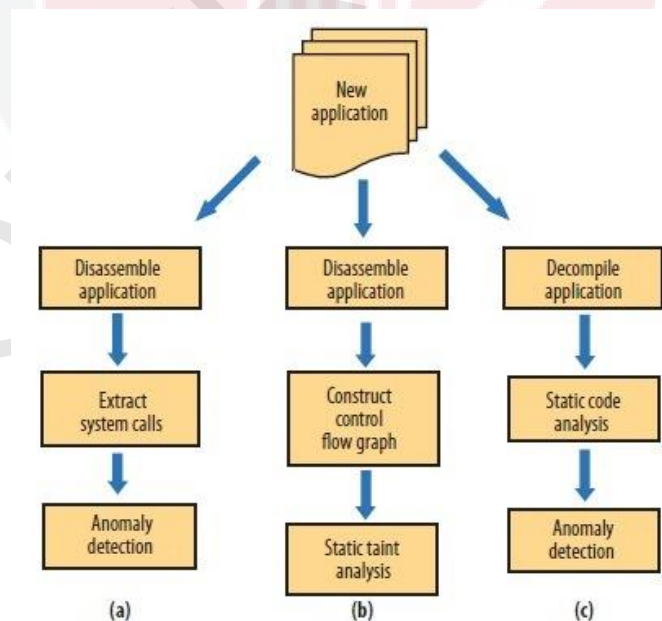 New
application
Disassemble
application
Disassemble
application
Decompile
application
Extract
system calls
Construct
control
flow graph
Static code
analysis
Anomaly
detection
Static taint
analysis
Anomaly
detection
(a)
(b)
(c)